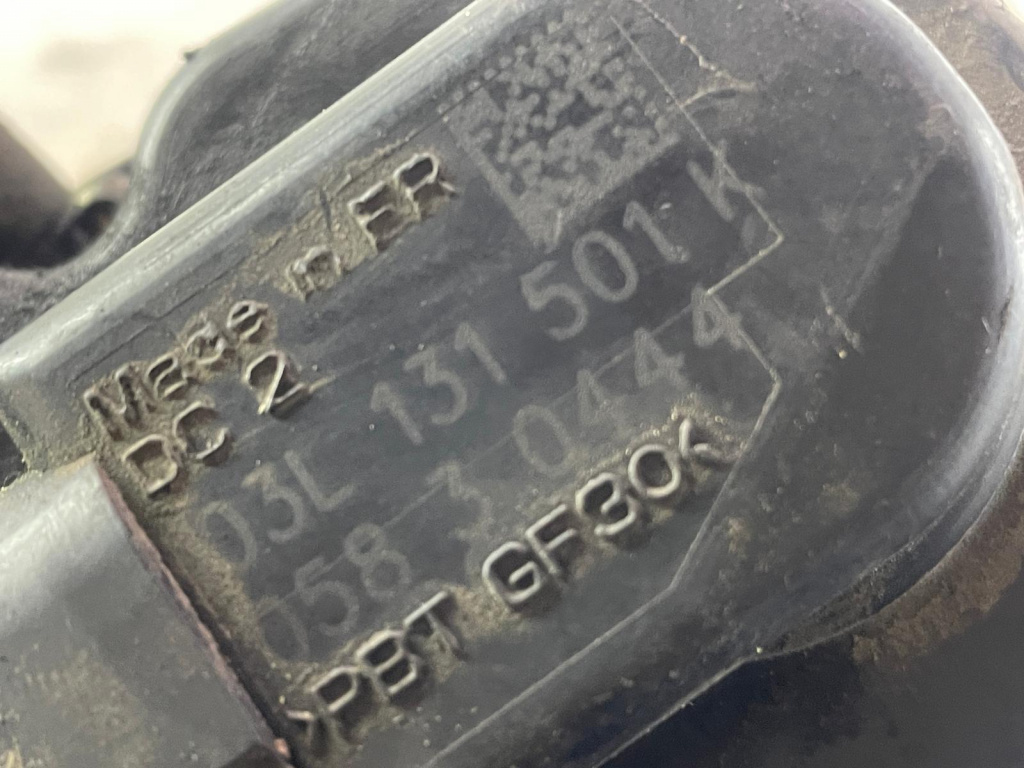 Made in FR
DC 2
03L 131 501 K
058 3 0444
>PBT GF30<